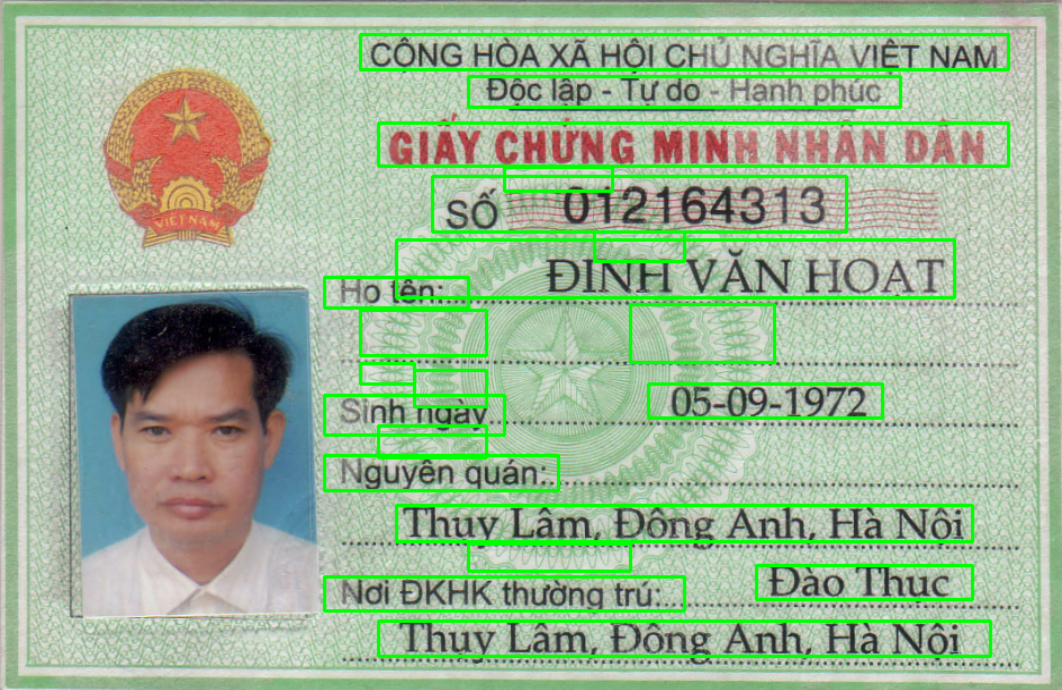 CỘNG HÒA XÃ HỘI CHỦ NGHĨA VIỆT NAM
Độc lập - Tự do - Hạnh phúc
GIẤY CHỨNG MINH NHÂN DÂN
SỐ 012164313
VIỆT NAM
Họ tên: ĐINH VĂN HOẠT
Sinh ngày 05-09-1972
Nguyên quán:
Thụy Lâm, Đông Anh, Hà Nội
Nơi ĐKHK thường trú: Đào Thục
Thụy Lâm, Đông Anh, Hà Nội